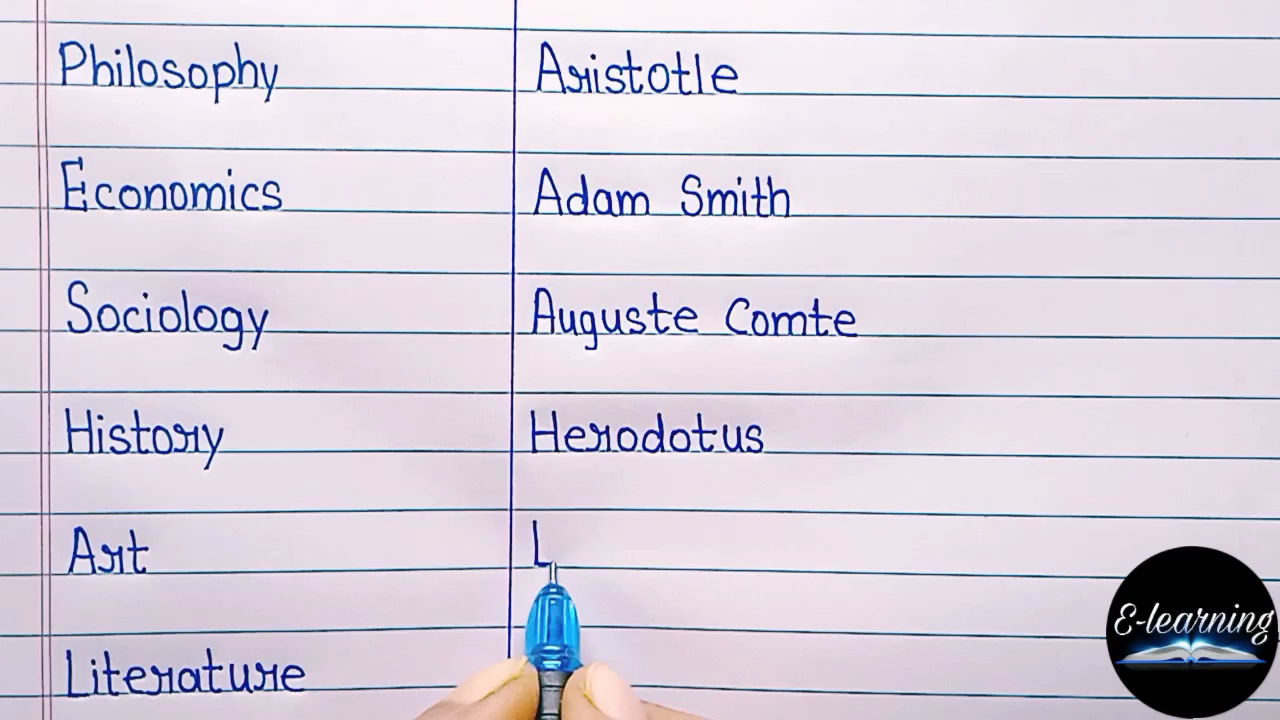 Philosophy Aristotle
Economics Adam Smith
Sociology Auguste Comte
History Herodotus
Art L
Literature
E-learning